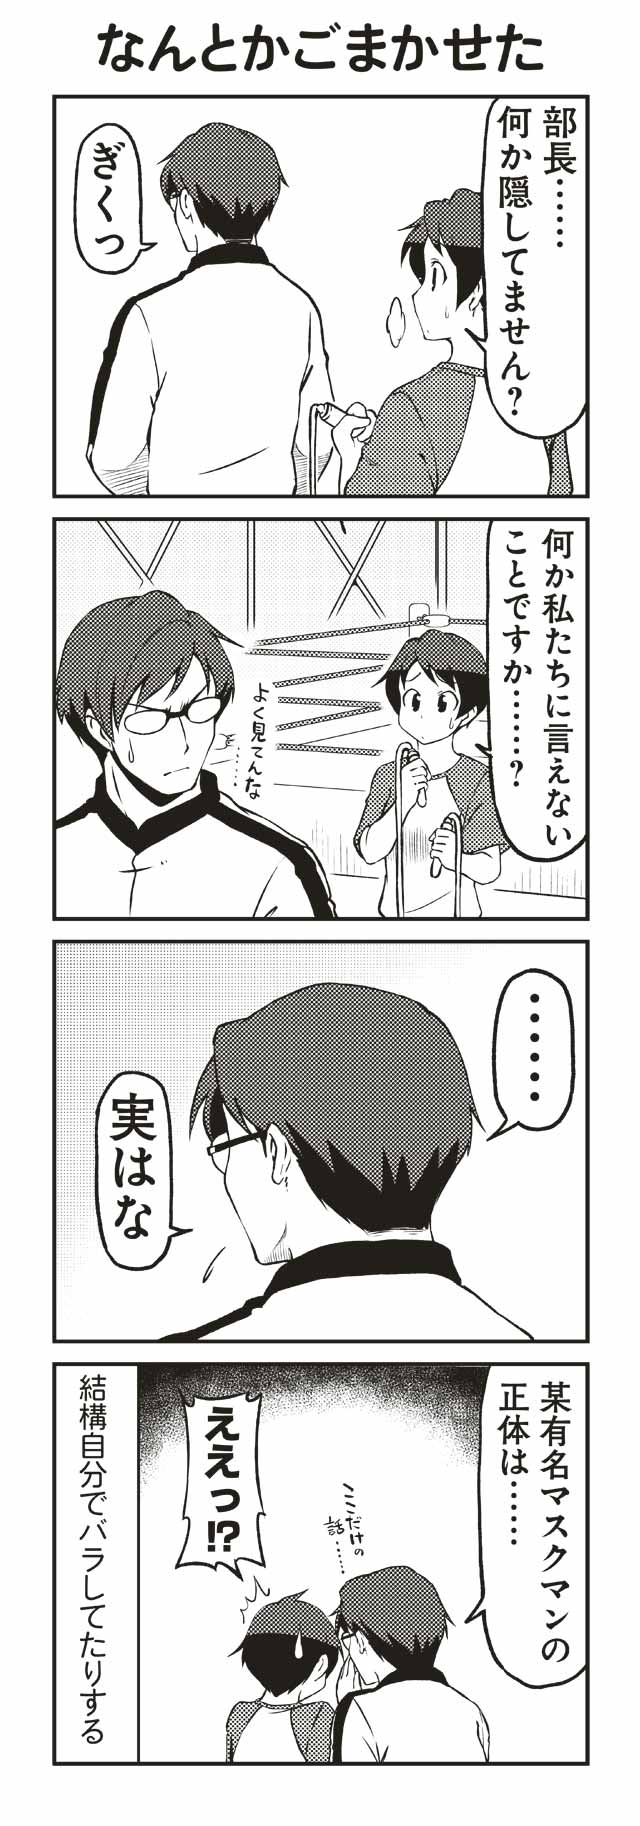 なんとかごまかせた
部長……
何か隠してません?
ぎくっ
何か私たちに言えない
ことですか……?
よく見てんな
……
……
実はな
某有名マスクマンの
正体は……
ここだけの
話……
ええっ!?
結構自分でバラしてたりする